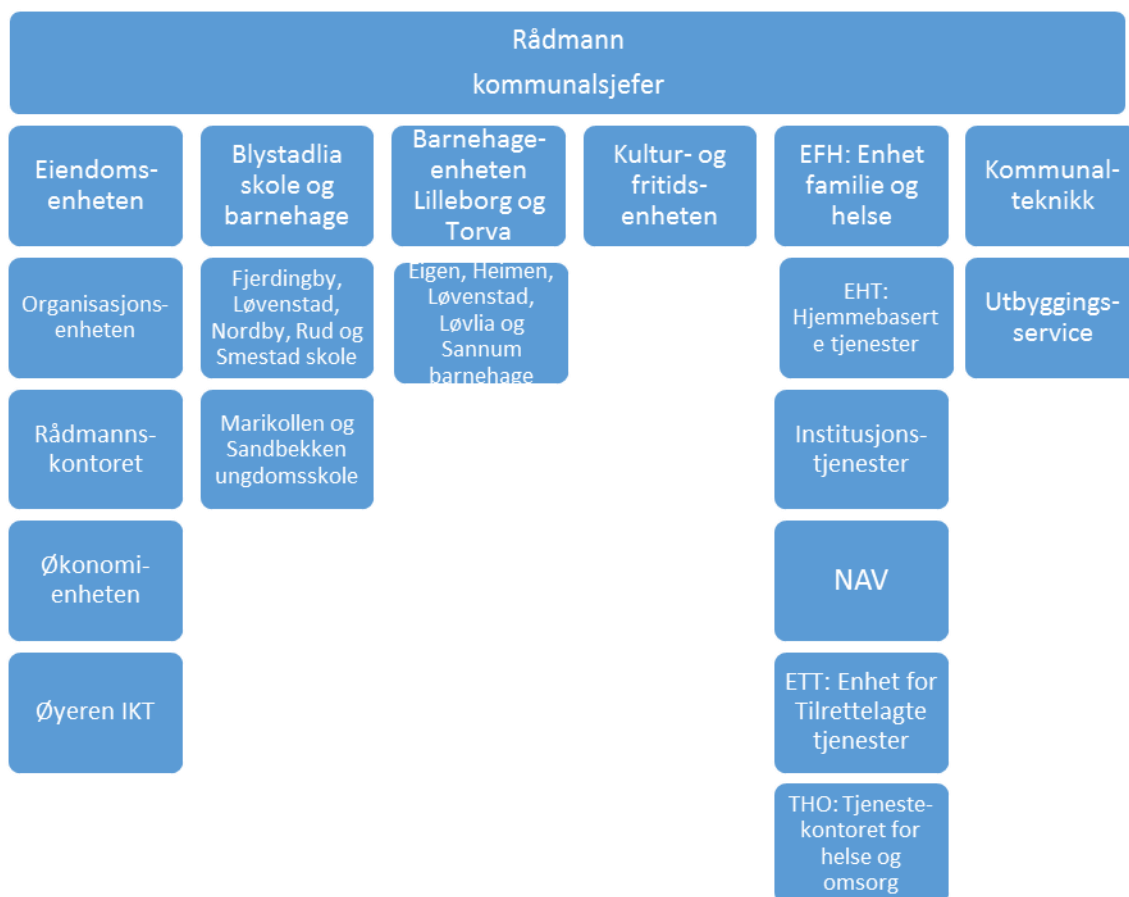 Rådmann
kommunalsjefer
Eiendoms-
enheten
Blystadlia
skole og
barnehage
Barnehage-
enheten
Lilleborg og
Torva
Kultur- og
fritids-
enheten
EFH: Enhet
familie og
helse
Kommunal-
teknikk
Organisasjons-
enheten
Fjerdingby,
Løvenstad,
Nordby, Rud og
Smestad skole
Eigen, Heimen,
Løvenstad,
Løvlia og
Sannum
barnehage
EHT:
Hjemmebasert
e tjenester
Utbyggings-
service
Rådmanns-
kontoret
Marikollen og
Sandbekken
ungdomsskole
Institusjons-
tjenester
Økonomi-
enheten
NAV
Øyeren IKT
ETT: Enhet for
Tilrettelagte
tjenester
THO: Tjeneste-
kontoret for
helse og
omsorg